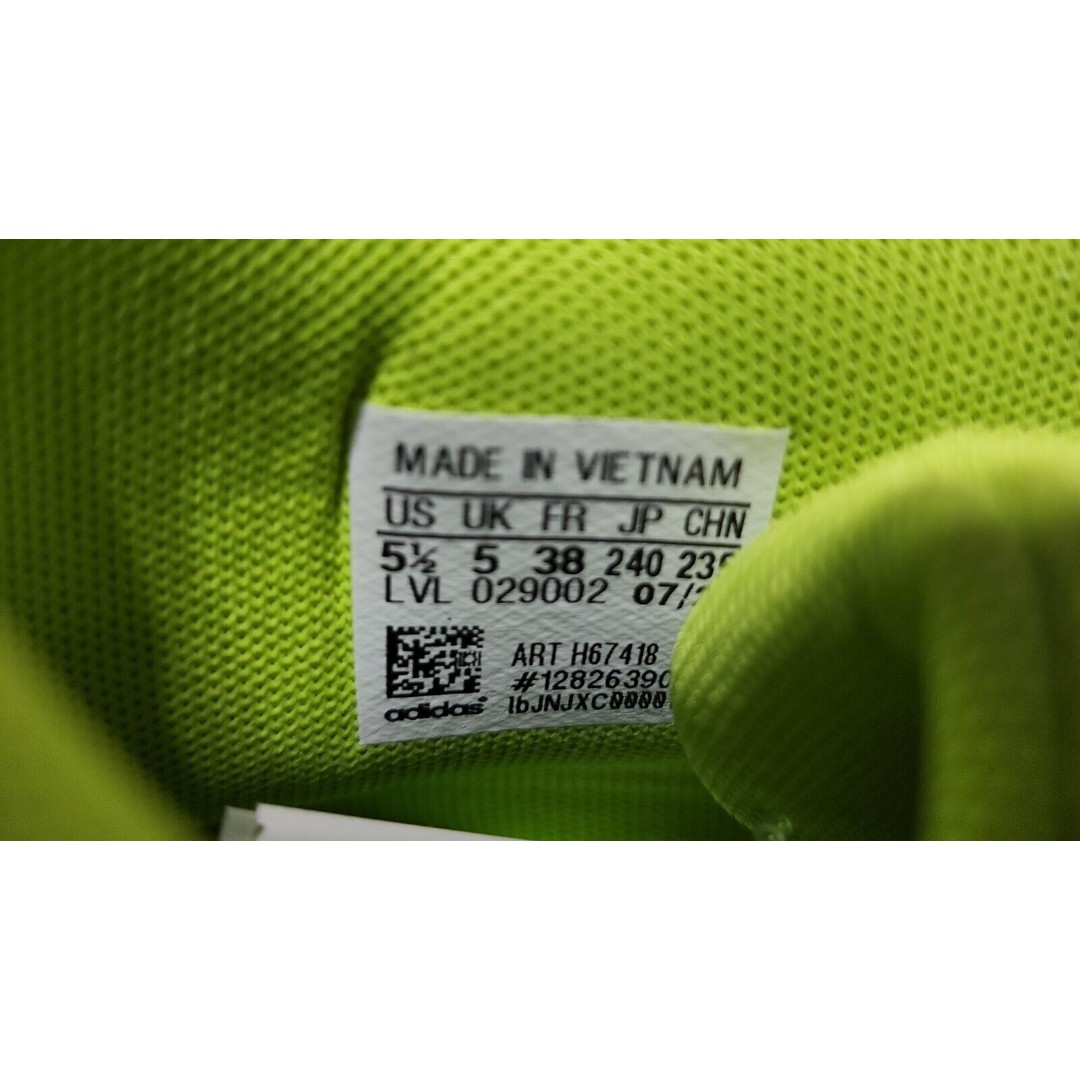 MADE IN VIETNAM
US UK FR JP CHN
5½ 5 38 240
LVL 029002
ART H67418
adidas